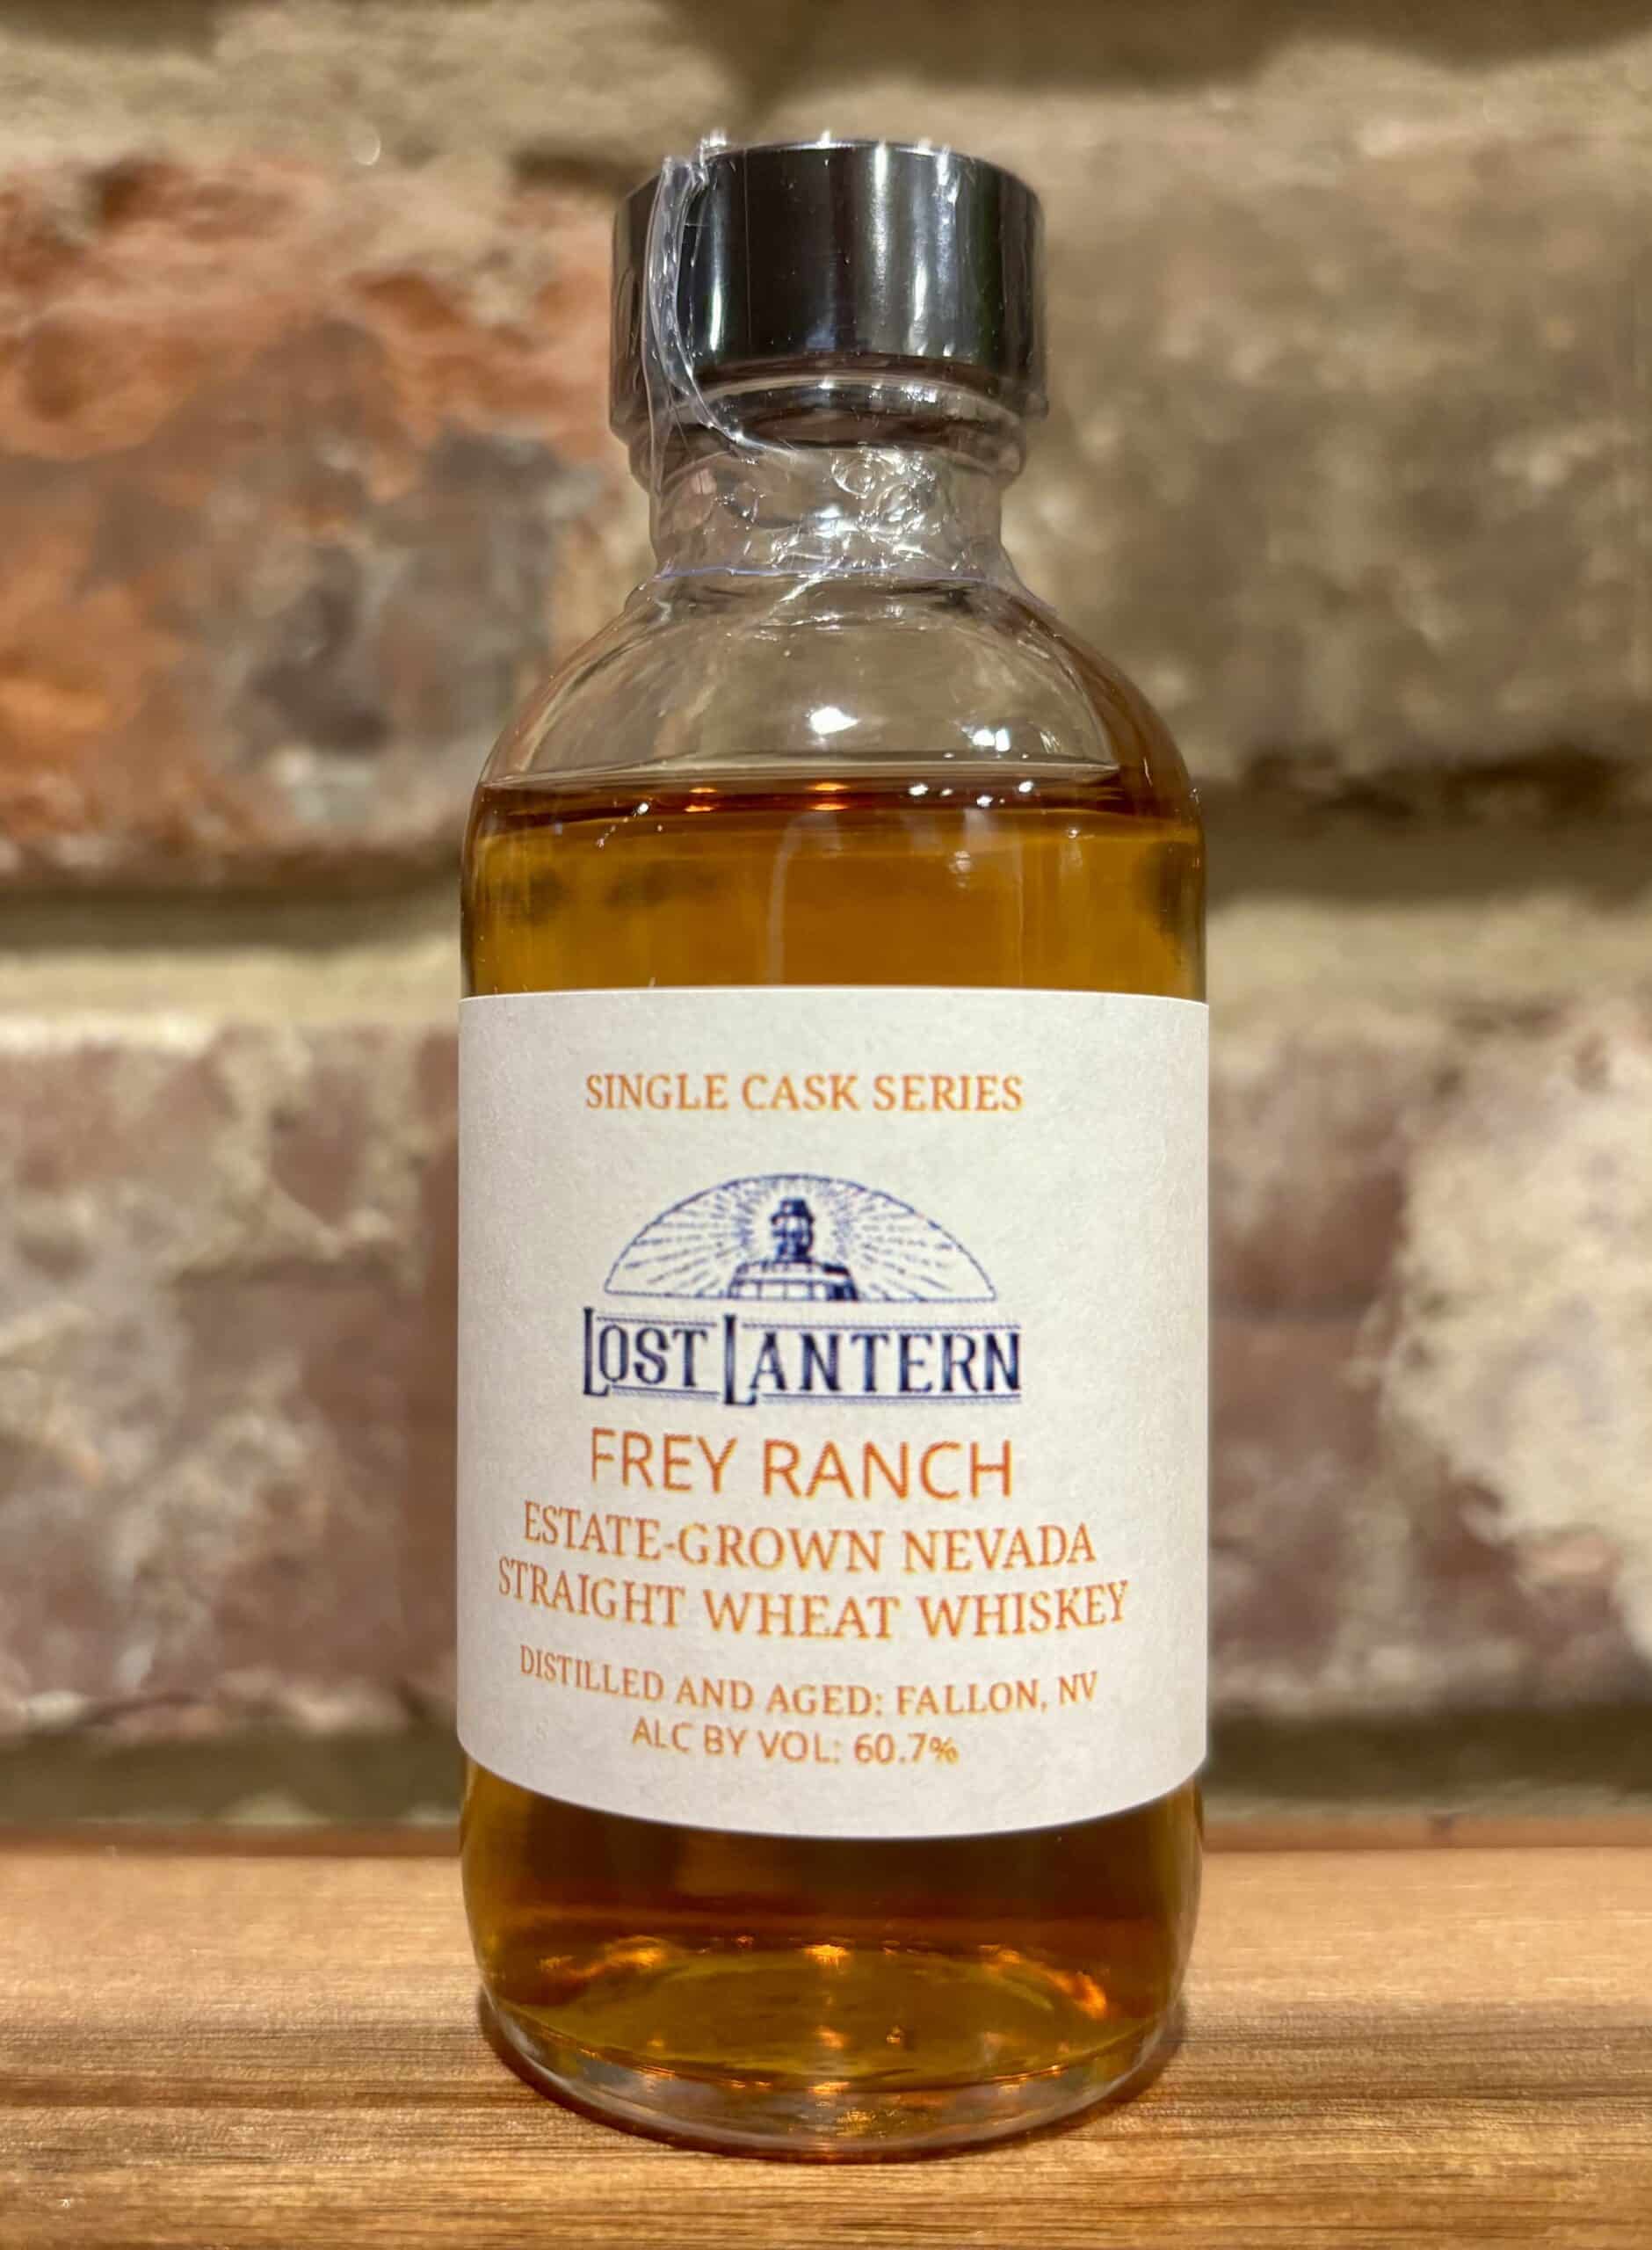 SINGLE CASK SERIES
LOST LANTERN
FREY RANCH
ESTATE-GROWN NEVADA
STRAIGHT WHEAT WHISKEY
DISTILLED AND AGED: FALLON, NV
ALC BY VOL: 60.7%